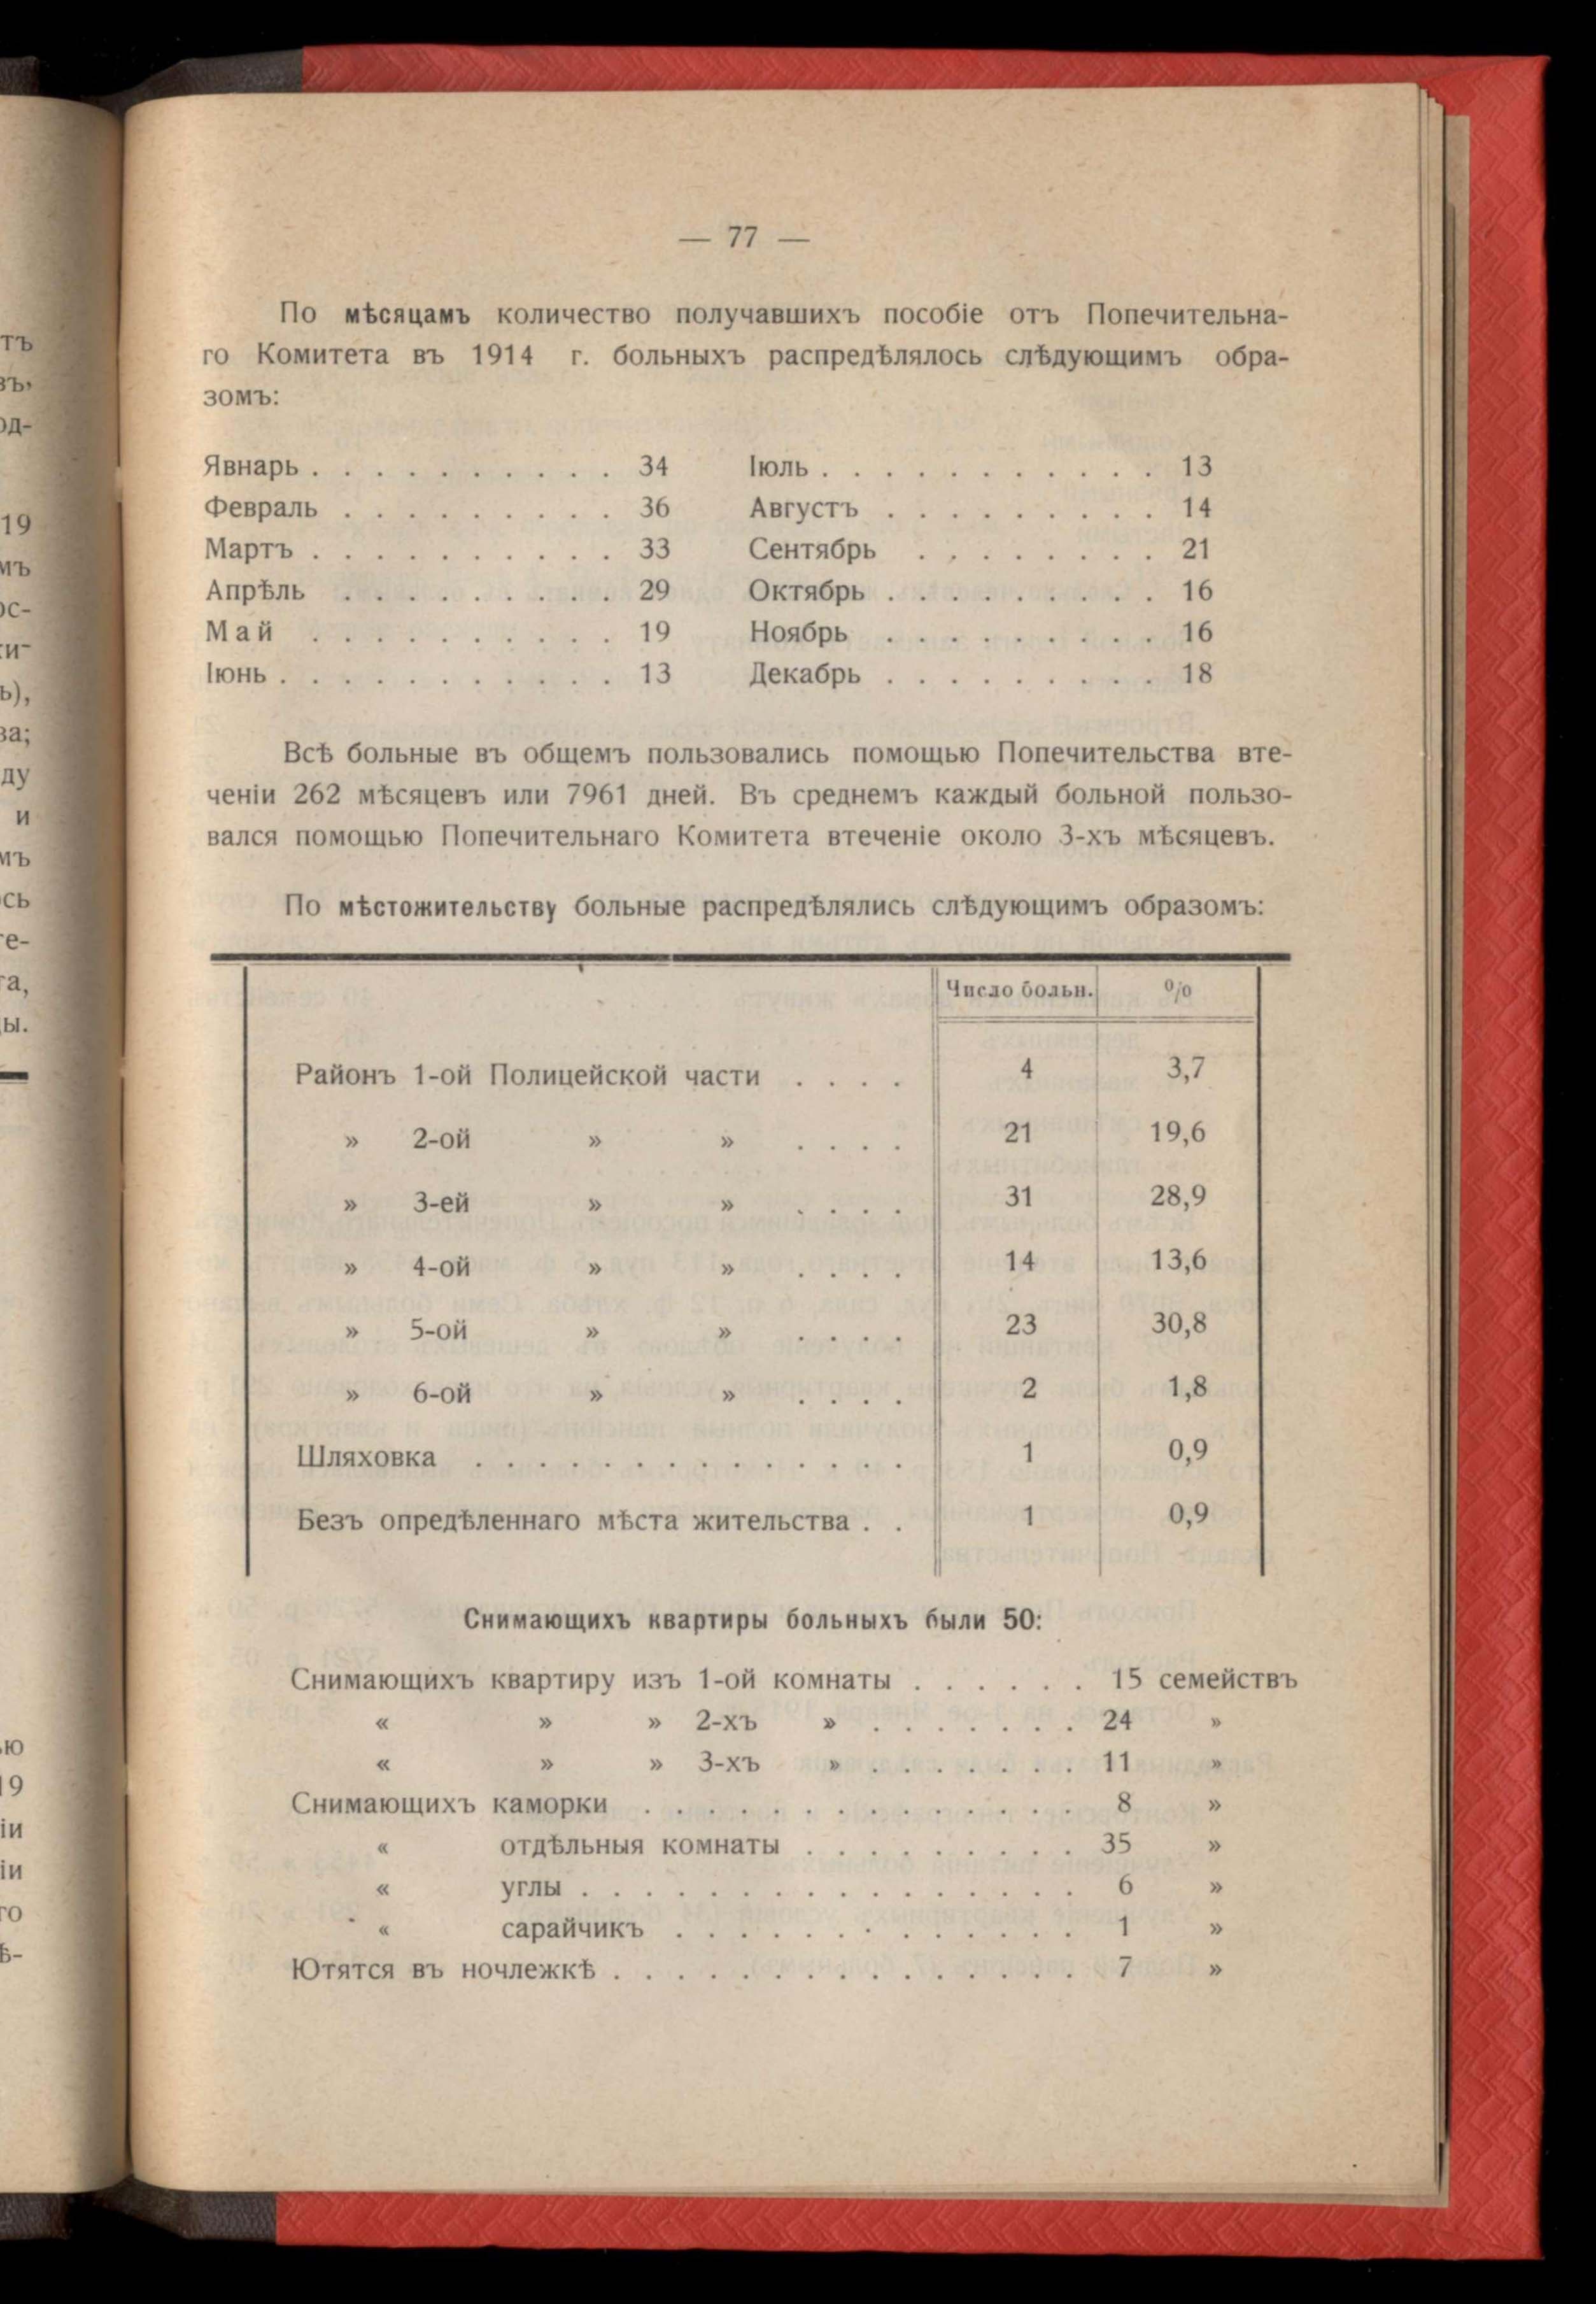 — 77 —
По мѣсяцамъ количество получавшихъ пособіе отъ Попечительна-
го Комитета въ 1914 г. больныхъ распредѣлялось слѣдующимъ обра-
зомъ:
Явнарь . . . . . . . . . . 34 Іюль . . . . . . . . . . . 13
Февраль . . . . . . . . . 36 Августъ . . . . . . . . . 14
Мартъ . . . . . . . . . . 33 Сентябрь . . . . . . . . 21
Апрѣль . . . . . . . . . 29 Октябрь . . . . . . . . . 16
Май . . . . . . . . . . 19 Ноябрь . . . . . . . . . 16
Іюнь . . . . . . . . . . . 13 Декабрь . . . . . . . . . 18
Всѣ больные въ общемъ пользовались помощью Попечительства вте-
ченіи 262 мѣсяцевъ или 7961 дней. Въ среднемъ каждый больной пользо-
вался помощью Попечительнаго Комитета втеченіе около 3-хъ мѣсяцевъ.
По мѣстожительству больные распредѣлялись слѣдующимъ образомъ:
Число больн. %
Районъ 1-ой Полицейской части . . . . 4 3,7
» 2-ой » » . . . . 21 19,6
» 3-ей » » . . . . 31 28,9
» 4-ой » » . . . . 14 13,6
» 5-ой » » . . . . 23 30,8
» 6-ой » » . . . . 2 1,8
Шляховка . . . . . . . . . . . . . . 1 0,9
Безъ опредѣленнаго мѣста жительства . . 1 0,9
Снимающихъ квартиры больныхъ были 50:
Снимающихъ квартиру изъ 1-ой комнаты . . . . . . 15 семействъ
« » » 2-хъ » . . . . . . . 24 »
« » » 3-хъ » . . . . . . . 11 »
Снимающихъ каморки . . . . . . . . . . . . . . 8 »
« отдѣльныя комнаты . . . . . . . . . 35 »
« углы . . . . . . . . . . . . . . . . 6 »
« сарайчикъ . . . . . . . . . . . . . 1 »
Ютятся въ ночлежкѣ . . . . . . . . . . . . . . . 7 »